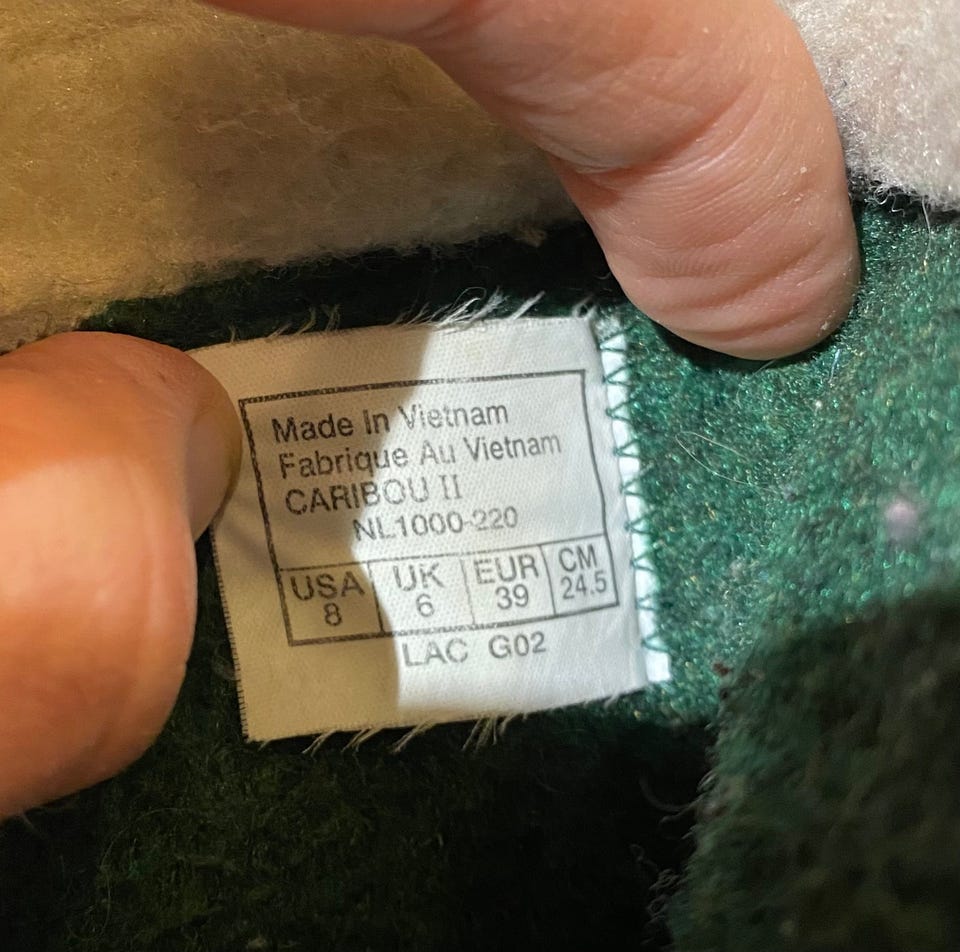 Made In Vietnam
Fabrique Au Vietnam
CARIBOU II
NL1000-220
USA UK EUR CM
8 6 39 24.5
LAC G02